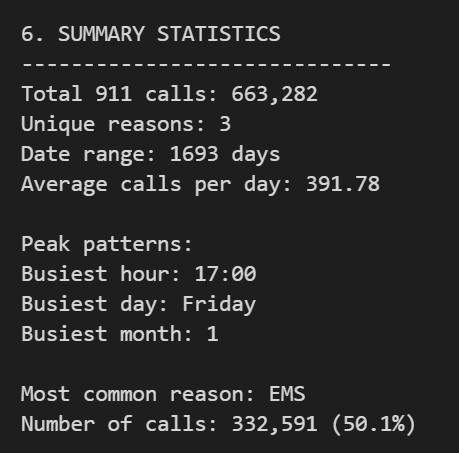 6. SUMMARY STATISTICS
------------------------------
Total 911 calls: 663,282
Unique reasons: 3
Date range: 1693 days
Average calls per day: 391.78
Peak patterns:
Busiest hour: 17:00
Busiest day: Friday
Busiest month: 1
Most common reason: EMS
Number of calls: 332,591 (50.1%)